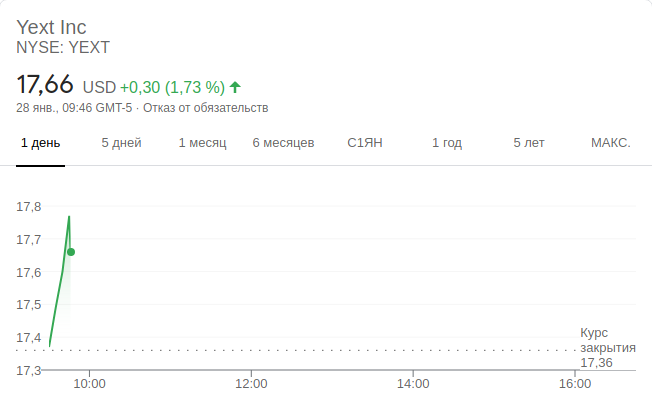 Yext Inc
NYSE: YEXT
17,66 USD +0,30 (1,73 %)
28 янв., 09:46 GMT-5 · Отказ от обязательств
1 день 5 дней 1 месяц 6 месяцев С1ЯН 1 год 5 лет МАКС.
17,8
17,7
17,6
17,5
17,4
17,3
Курс
закрытия
17,36
10:00 12:00 14:00 16:00